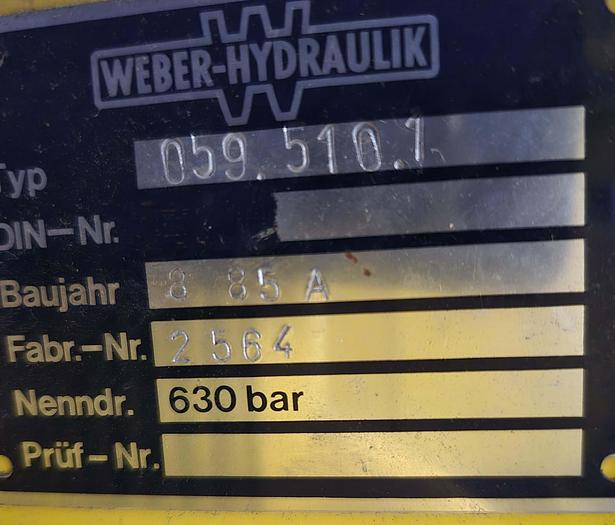 WEBER-HYDRAULIK
Typ 059.510.1
DIN-Nr.
Baujahr 8 85 A
Fabr.-Nr. 2564
Nenndr. 630 bar
Prüf-Nr.